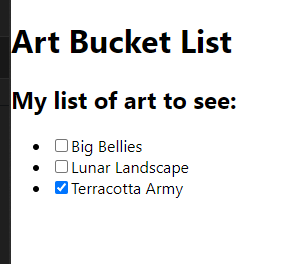 Art Bucket List
My list of art to see:
Big Bellies
Lunar Landscape
Terracotta Army